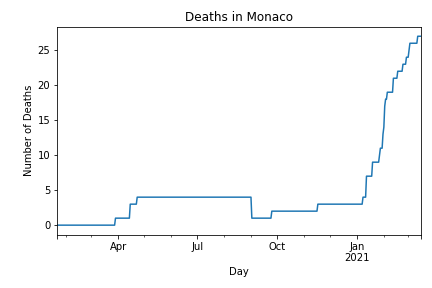 Deaths in Monaco
Number of Deaths
25
20
15
10
5
0
Apr
Jul
Oct
Jan
2021
Day